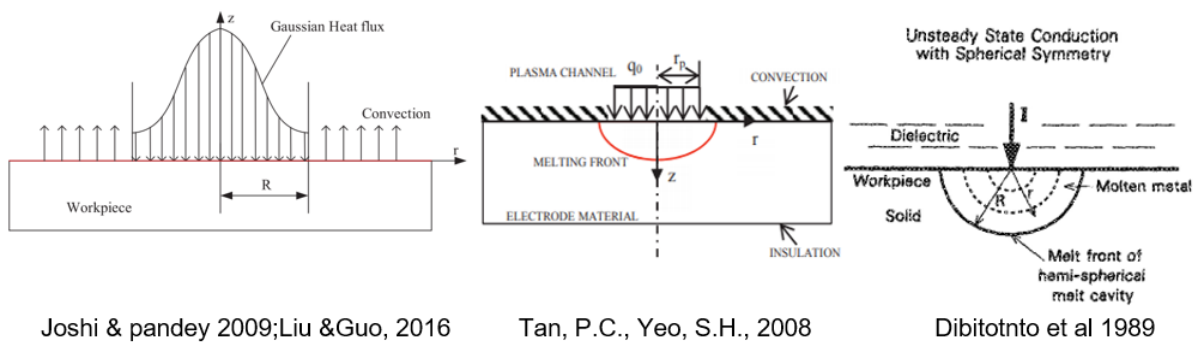 z
Gaussian Heat flux
Convection
r
R
Workpiece
PLASMA CHANNEL
q₀
rₚ
CONVECTION
r
MELTING FRONT
z
ELECTRODE MATERIAL
INSULATION
Unsteady State Conduction
with Spherical Symmetry
I
Dielectric
Workpiece
Solid
R
r
Molten metal
Melt front of
hemi-spherical
melt cavity
Joshi & pandey 2009;Liu &Guo, 2016
Tan, P.C., Yeo, S.H., 2008
Dibitotnto et al 1989